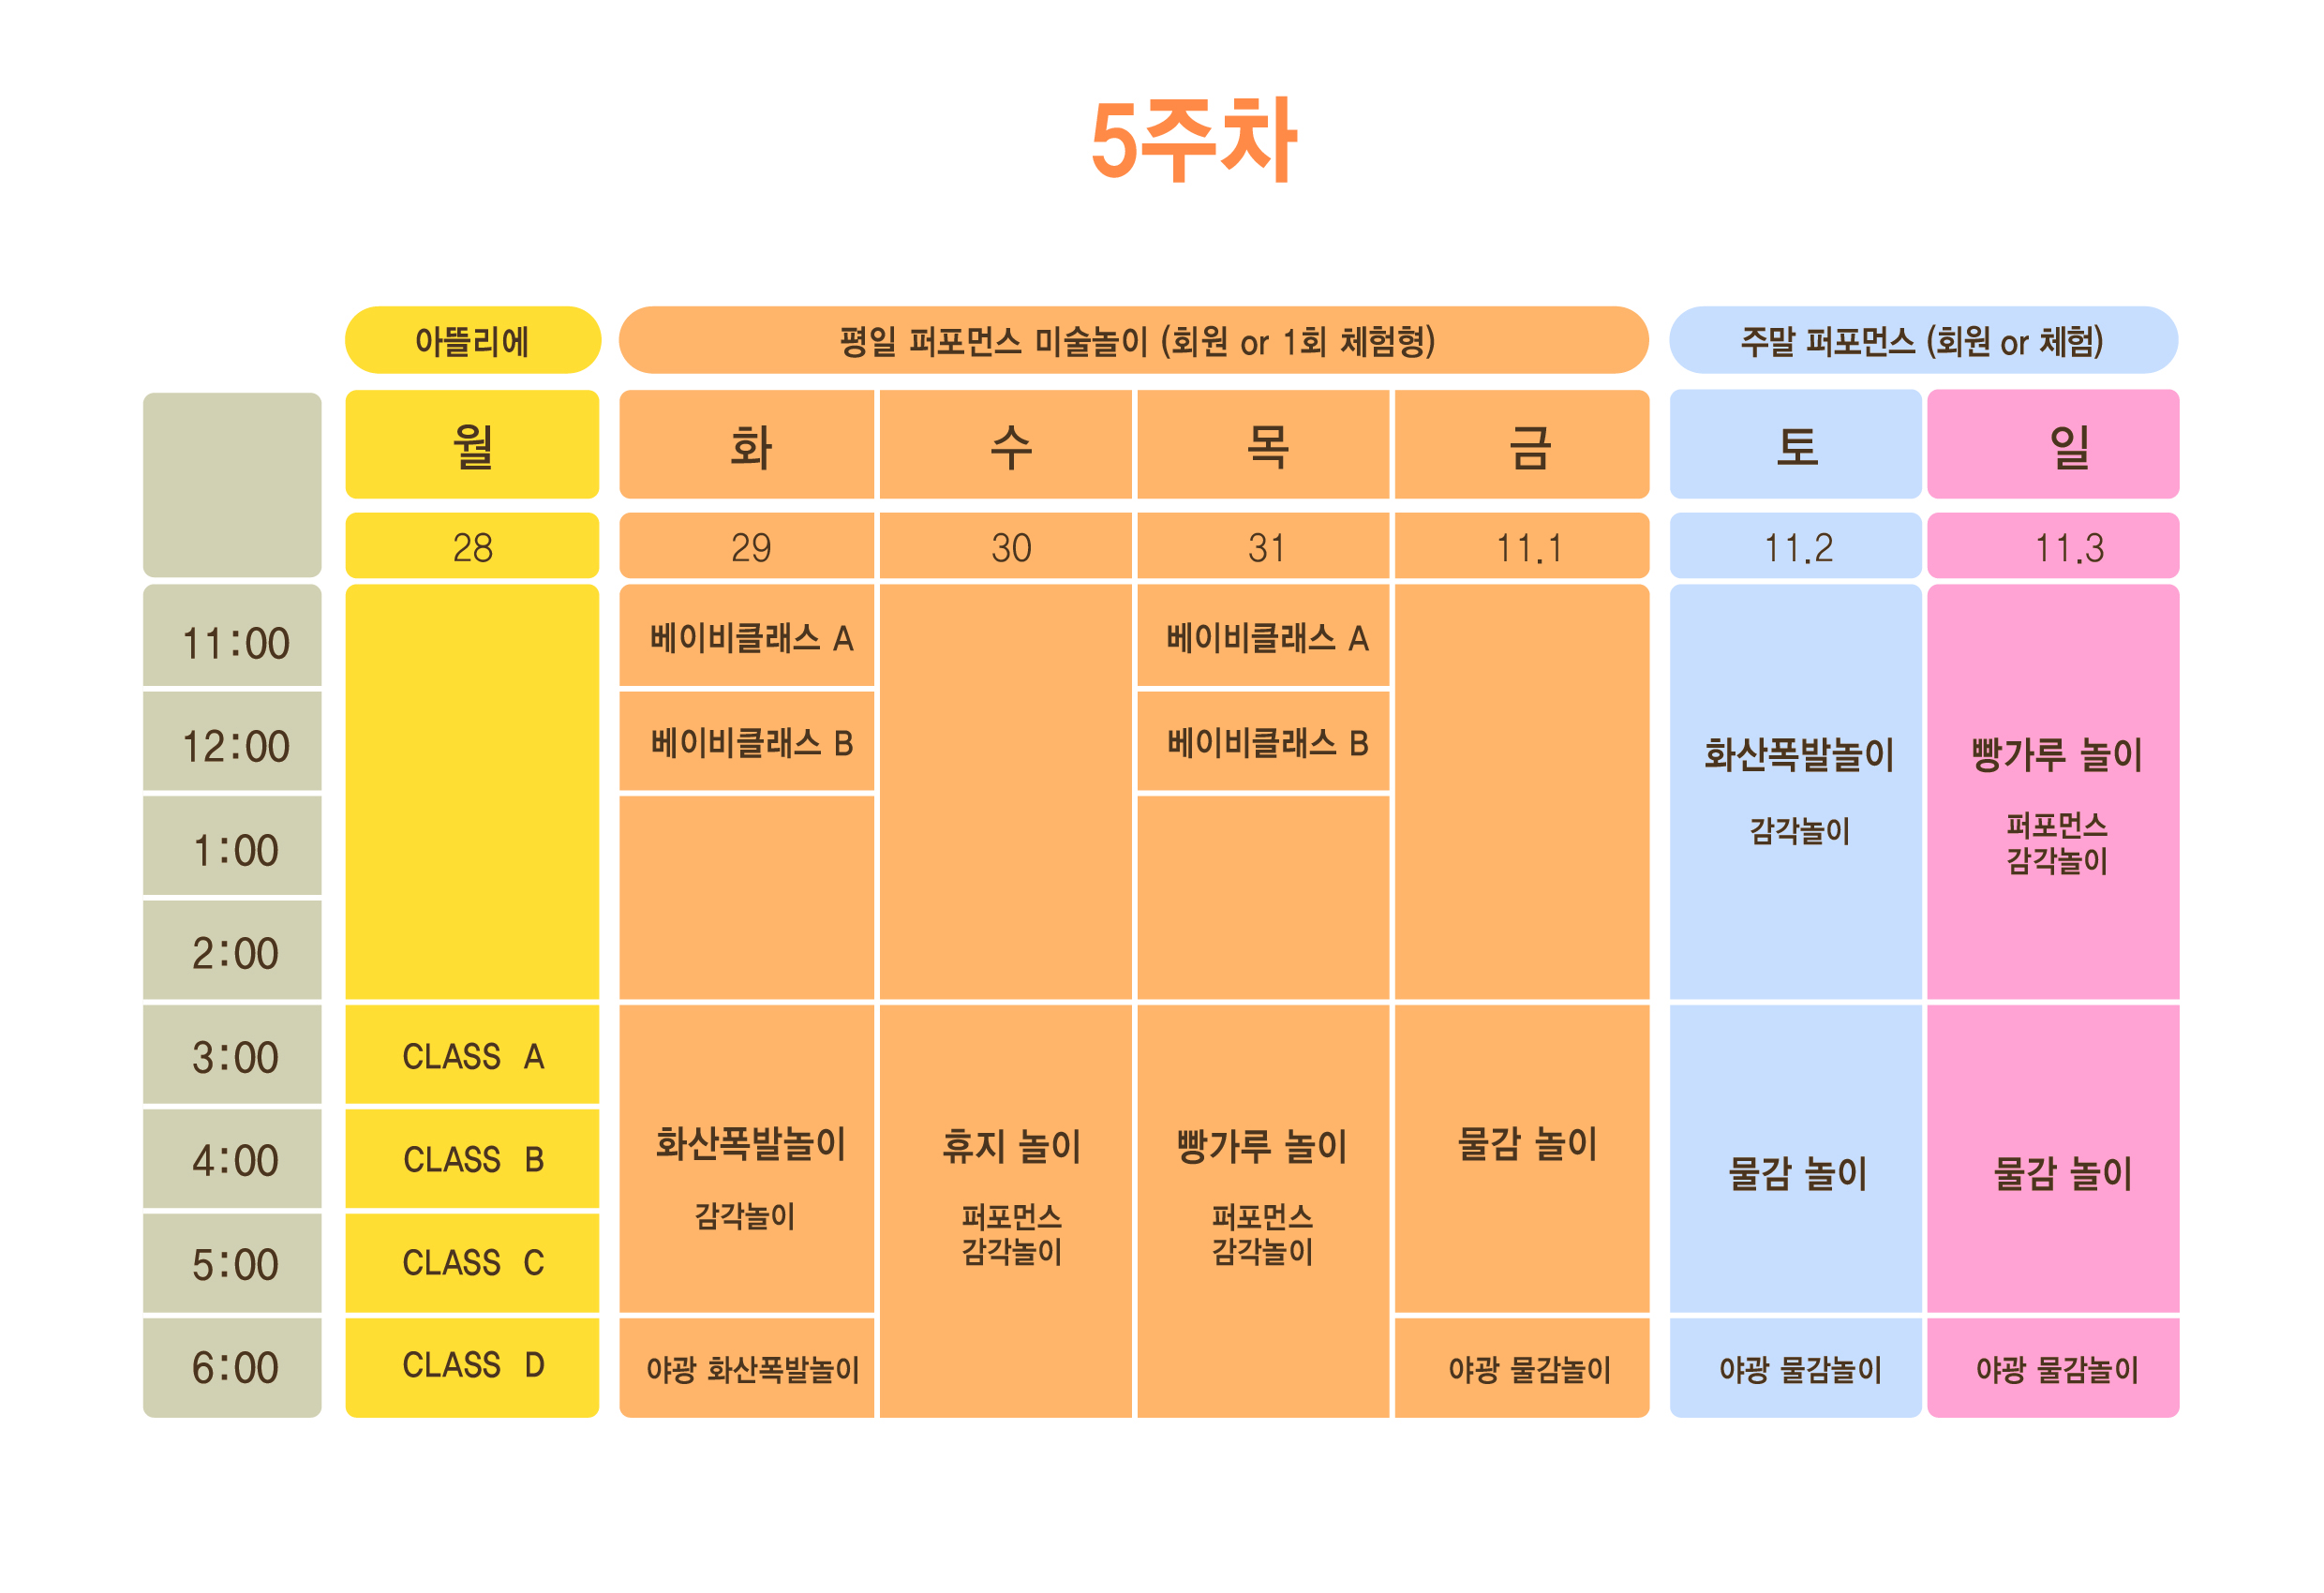 5주차
아뜰리에
평일 퍼포먼스 미술놀이 (회원 or 1회 체험형)
주말 퍼포먼스 (회원 or 체험)
월
화
수
목
금
토
일
28
29
30
31
11.1
11.2
11.3
11:00
베이비클래스 A
베이비클래스 A
12:00
베이비클래스 B
베이비클래스 B
화산폭발놀이
감각놀이
빵가루 놀이
퍼포먼스
감각놀이
1:00
2:00
3:00
CLASS A
4:00
CLASS B
화산폭발놀이
감각놀이
휴지 놀이
퍼포먼스
감각놀이
빵가루 놀이
퍼포먼스
감각놀이
물감 놀이
물감 놀이
물감 놀이
5:00
CLASS C
6:00
CLASS D
야광 화산폭발놀이
야광 물감놀이
야광 물감놀이
야광 물감놀이